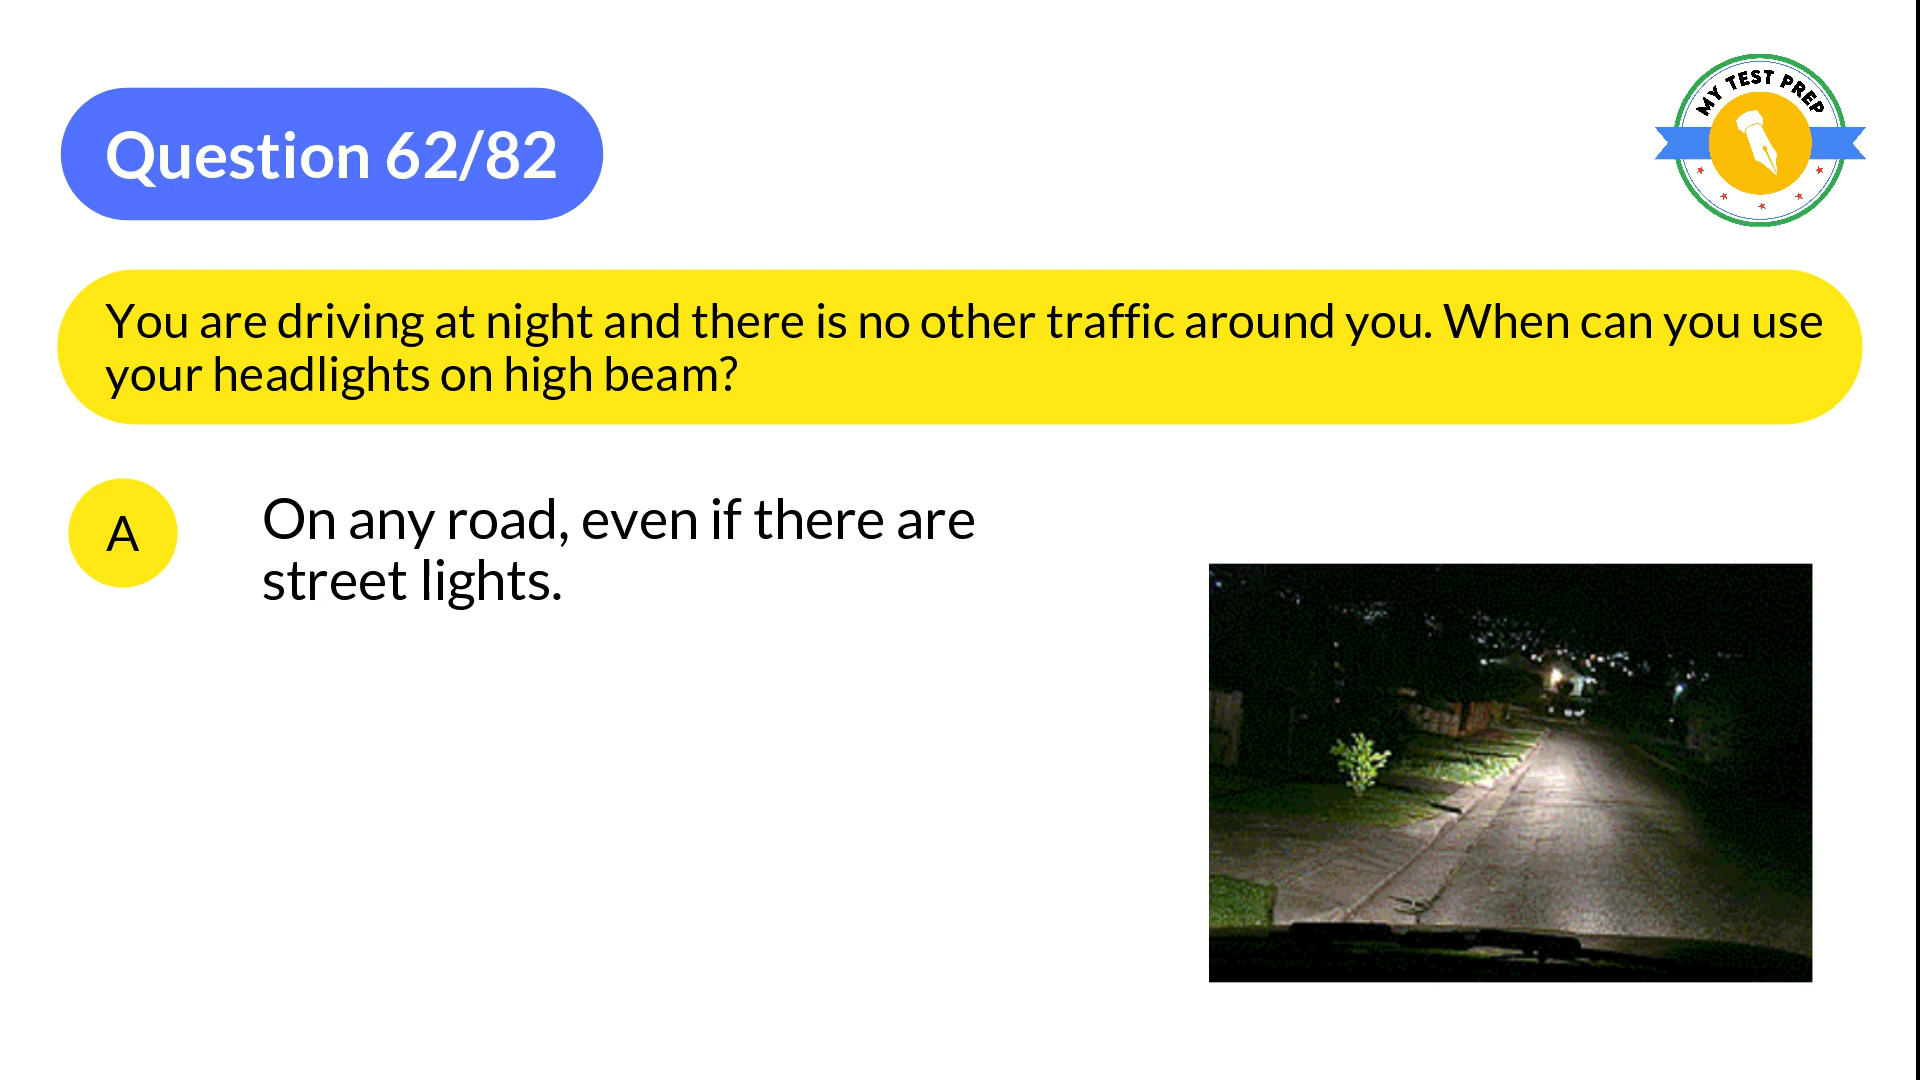 MY TEST PREP
Question 62/82
You are driving at night and there is no other traffic around you. When can you use
your headlights on high beam?
A
On any road, even if there are
street lights.